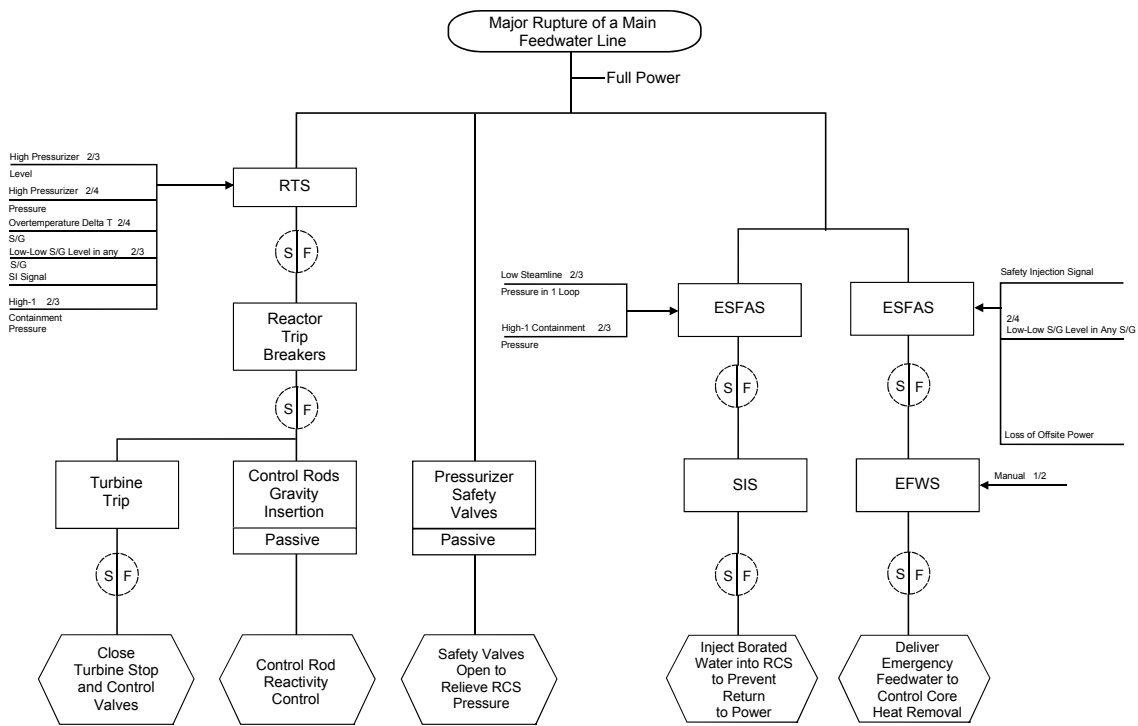 Major Rupture of a Main
Feedwater Line
Full Power
High Pressurizer 2/3
Level
High Pressurizer 2/4
Pressure
Overtemperature Delta T 2/4
S/G
Low-Low S/G Level in any 2/3
S/G
SI Signal
High-1 2/3
Containment
Pressure
RTS
S F
Reactor
Trip
Breakers
S F
Turbine
Trip
S F
Close
Turbine Stop
and Control
Valves
Control Rods
Gravity
Insertion
Passive
Control Rod
Reactivity
Control
Pressurizer
Safety
Valves
Passive
Safety Valves
Open to
Relieve RCS
Pressure
Low Steamline 2/3
Pressure in 1 Loop
High-1 Containment 2/3
Pressure
ESFAS
S F
SIS
S F
Inject Borated
Water into RCS
to Prevent
Return
to Power
Safety Injection Signal
2/4
Low-Low S/G Level in Any S/G
Loss of Offsite Power
ESFAS
S F
EFWS
Manual 1/2
S F
Deliver
Emergency
Feedwater to
Control Core
Heat Removal